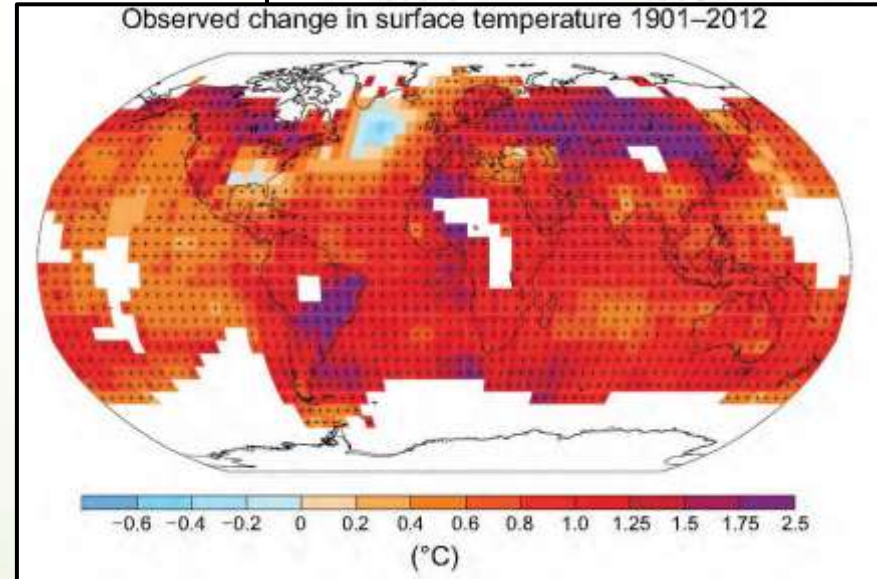 Observed change in surface temperature 1901–2012
−0.6 −0.4 −0.2 0 0.2 0.4 0.6 0.8 1.0 1.25 1.5 1.75 2.5
(°C)